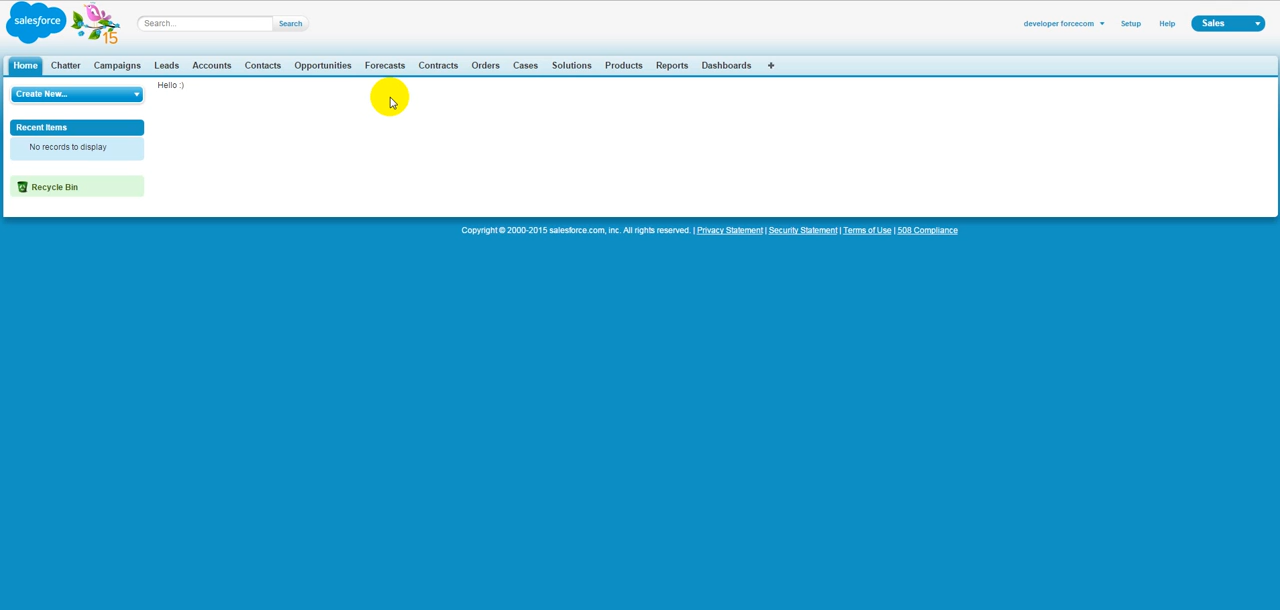 salesforce 15 Search... Search developer forcecom Setup Help Sales
Home Chatter Campaigns Leads Accounts Contacts Opportunities Forecasts Contracts Orders Cases Solutions Products Reports Dashboards +
Hello :)
Create New...
Recent Items
No records to display
Recycle Bin
Copyright © 2000-2015 salesforce.com, inc. All rights reserved. | Privacy Statement | Security Statement | Terms of Use | 508 Compliance